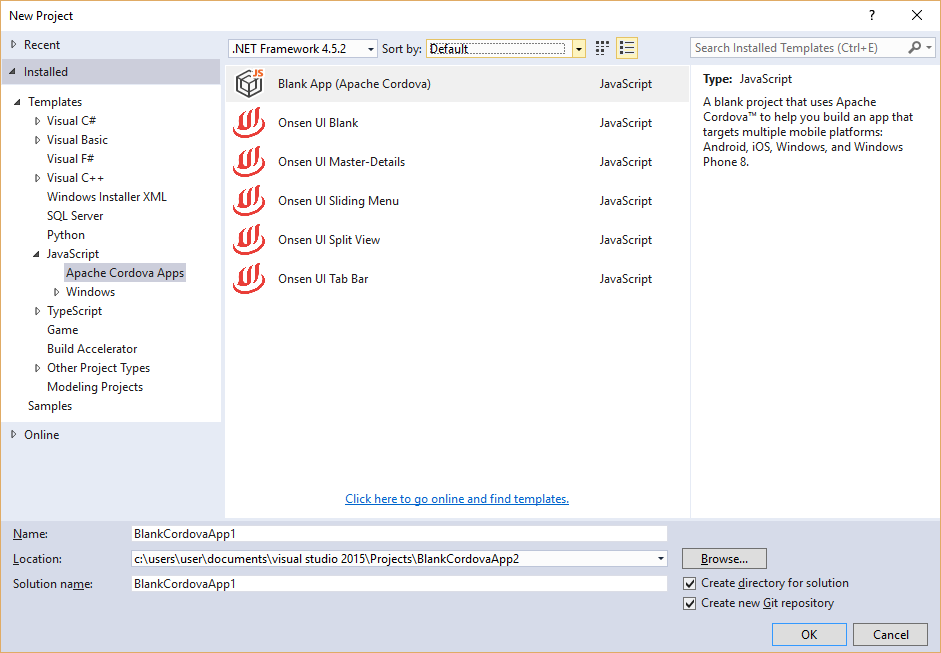 New Project
?
Recent
.NET Framework 4.5.2 Sort by: Default
Search Installed Templates (Ctrl+E)
Installed
Templates
Visual C#
Visual Basic
Visual F#
Visual C++
Windows Installer XML
SQL Server
Python
JavaScript
Apache Cordova Apps
Windows
TypeScript
Game
Build Accelerator
Other Project Types
Modeling Projects
Samples
Online
JS
Blank App (Apache Cordova) JavaScript
Onsen UI Blank JavaScript
Onsen UI Master-Details JavaScript
Onsen UI Sliding Menu JavaScript
Onsen UI Split View JavaScript
Onsen UI Tab Bar JavaScript
Click here to go online and find templates.
Type: JavaScript
A blank project that uses Apache
Cordova™ to help you build an app that
targets multiple mobile platforms:
Android, iOS, Windows, and Windows
Phone 8.
Name: BlankCordovaApp1
Location: c:\users\user\documents\visual studio 2015\Projects\BlankCordovaApp2 Browse...
Solution name: BlankCordovaApp1
Create directory for solution
Create new Git repository
OK Cancel